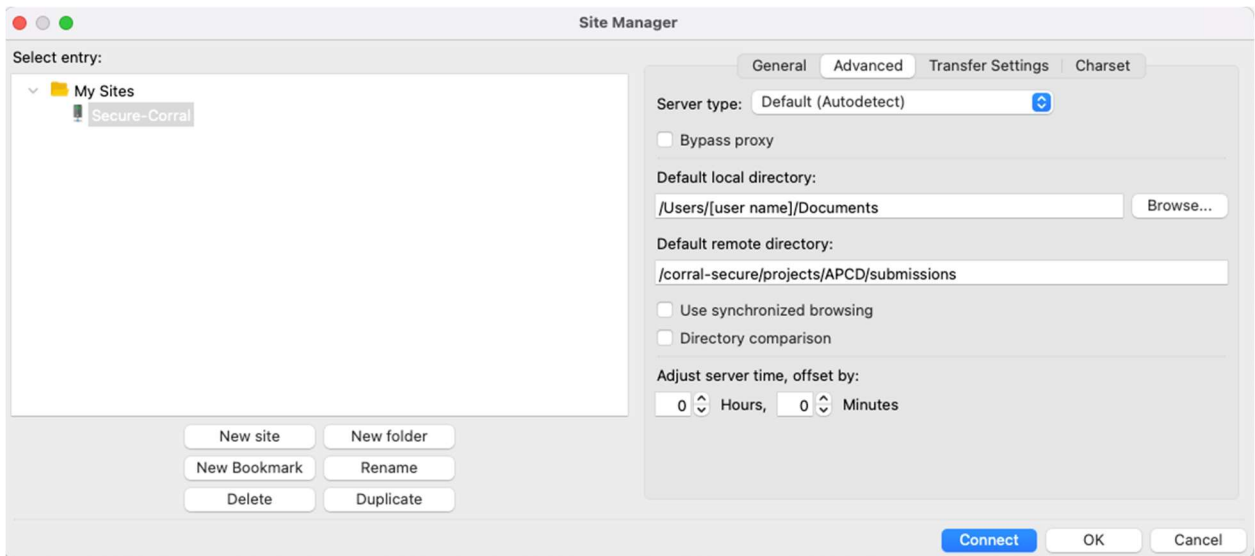 Site Manager
Select entry:
My Sites
Secure-Corral
New site New folder
New Bookmark Rename
Delete Duplicate
General Advanced Transfer Settings Charset
Server type: Default (Autodetect)
Bypass proxy
Default local directory:
/Users/[user name]/Documents Browse...
Default remote directory:
/corral-secure/projects/APCD/submissions
Use synchronized browsing
Directory comparison
Adjust server time, offset by:
0 Hours, 0 Minutes
Connect OK Cancel